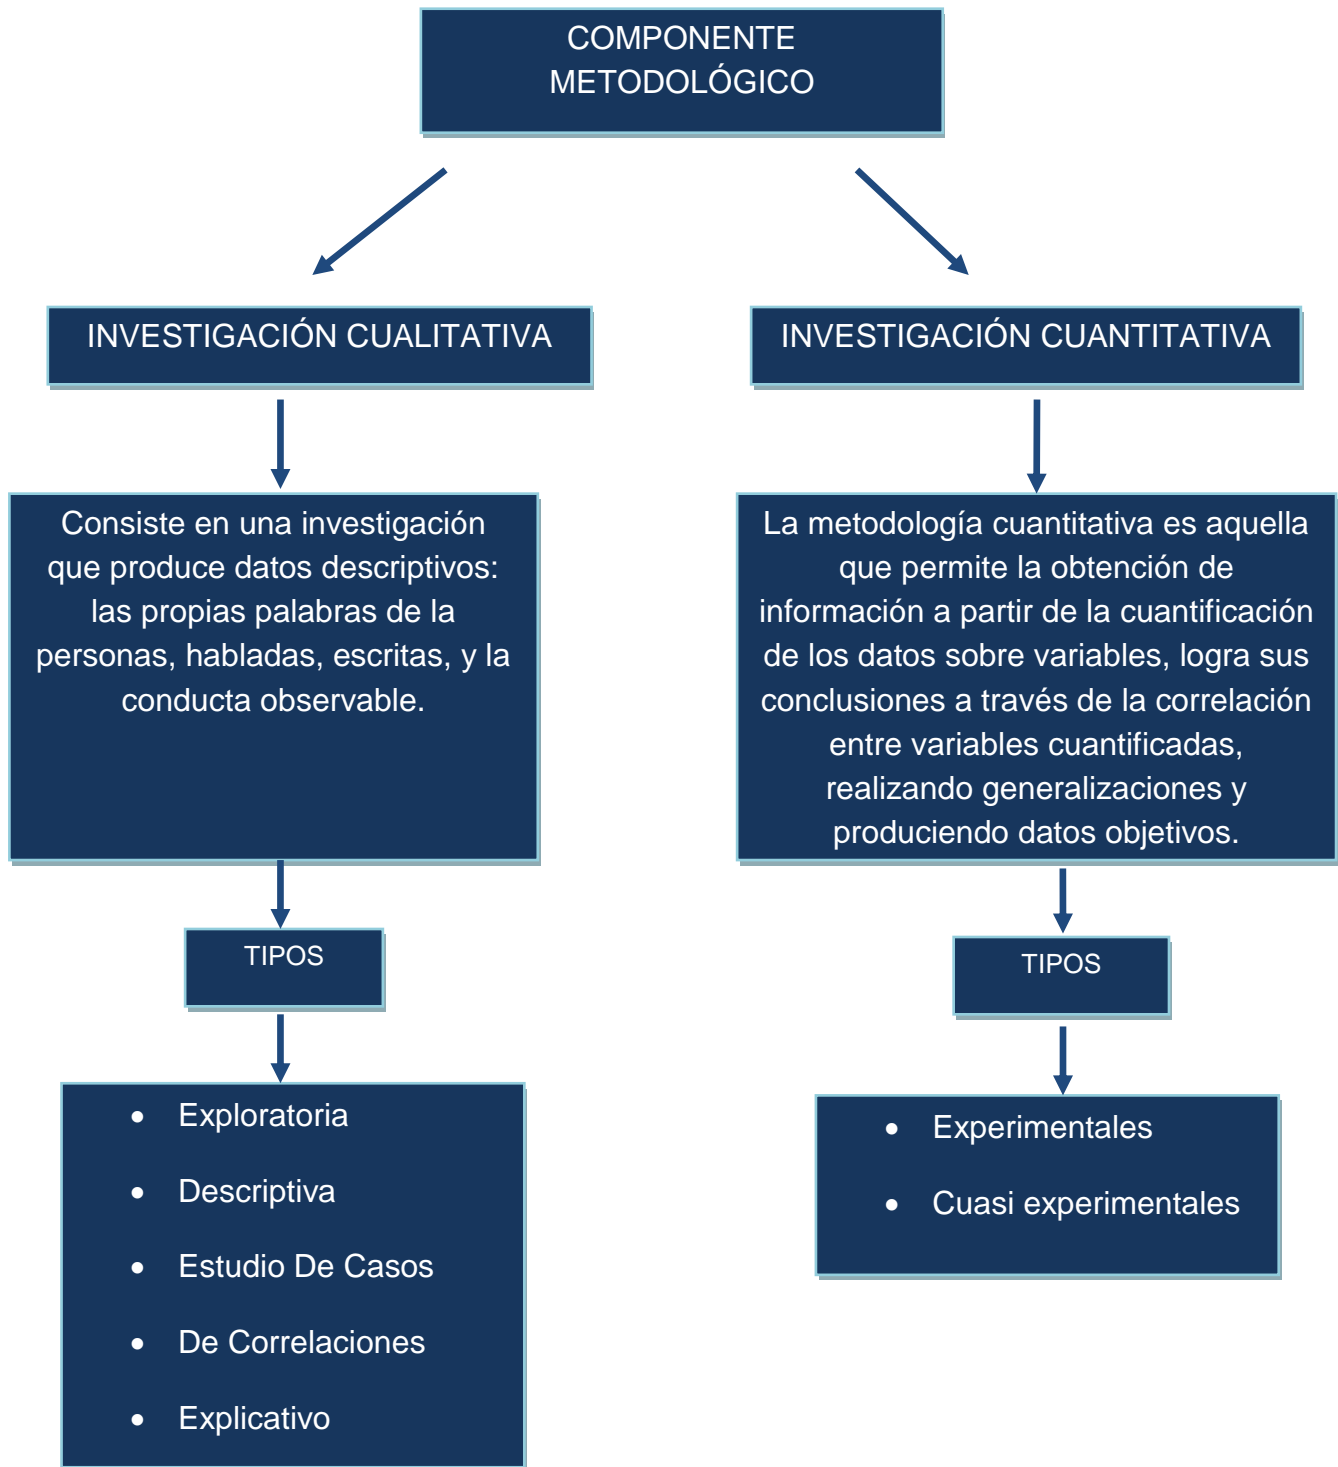 COMPONENTE
METODOLÓGICO
INVESTIGACIÓN CUALITATIVA
Consiste en una investigación
que produce datos descriptivos:
las propias palabras de la
personas, habladas, escritas, y la
conducta observable.
TIPOS
• Exploratoria
• Descriptiva
• Estudio De Casos
• De Correlaciones
• Explicativo
INVESTIGACIÓN CUANTITATIVA
La metodología cuantitativa es aquella
que permite la obtención de
información a partir de la cuantificación
de los datos sobre variables, logra sus
conclusiones a través de la correlación
entre variables cuantificadas,
realizando generalizaciones y
produciendo datos objetivos.
TIPOS
• Experimentales
• Cuasi experimentales